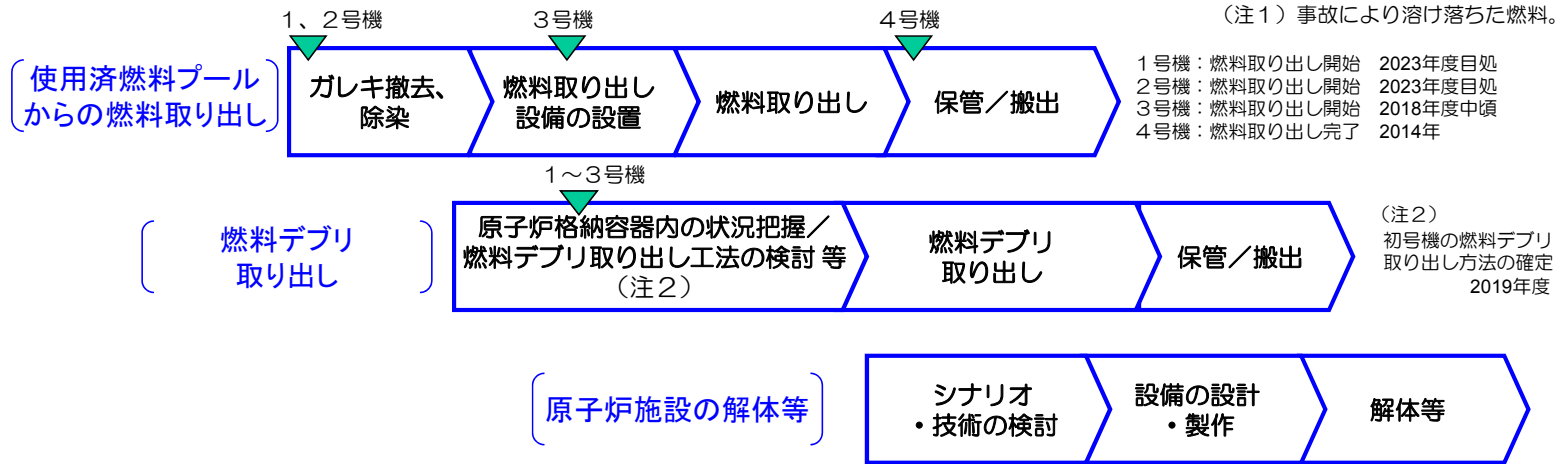 （注１）事故により溶け落ちた燃料。
１、２号機
３号機
４号機
使用済燃料プール
からの燃料取り出し
ガレキ撤去、
除染
燃料取り出し
設備の設置
燃料取り出し
保管／搬出
１号機：燃料取り出し開始　2023年度目処
２号機：燃料取り出し開始　2023年度目処
３号機：燃料取り出し開始　2018年度中頃
４号機：燃料取り出し完了　2014年
１～３号機
燃料デブリ
取り出し
原子炉格納容器内の状況把握／
燃料デブリ取り出し工法の検討 等
（注２）
燃料デブリ
取り出し
保管／搬出
（注２）
初号機の燃料デブリ
取り出し方法の確定
2019年度
原子炉施設の解体等
シナリオ
・技術の検討
設備の設計
・製作
解体等